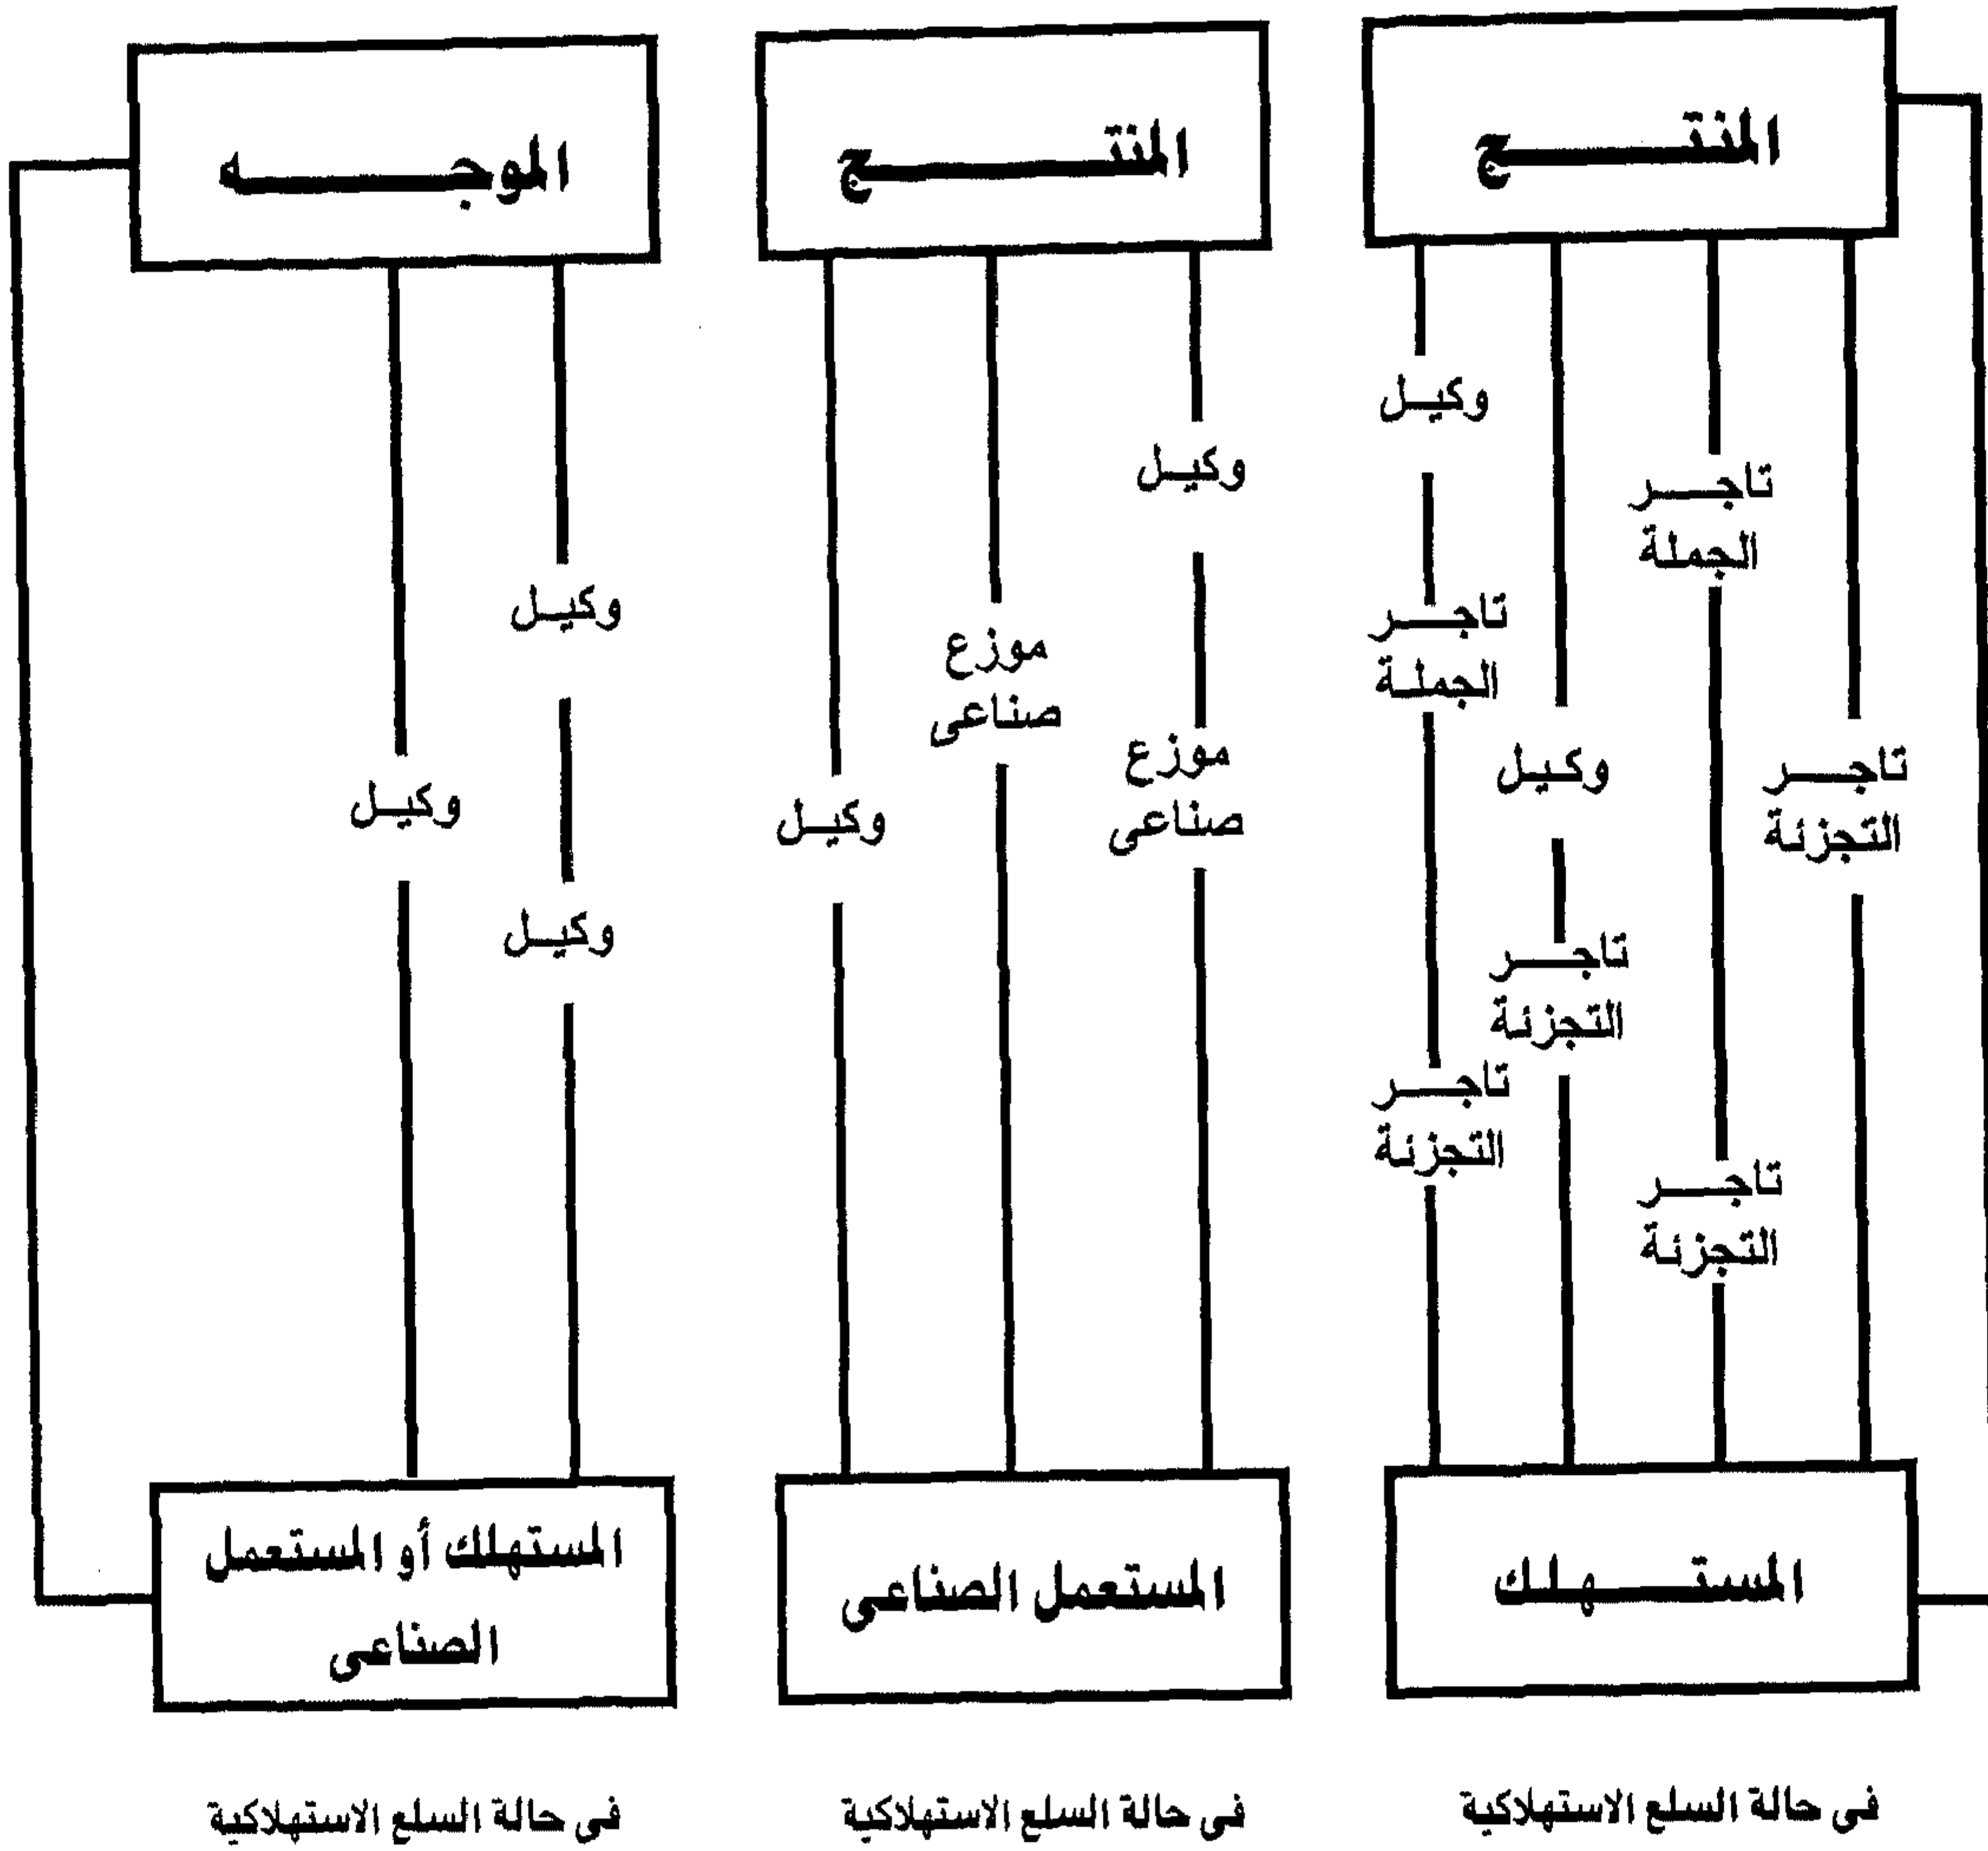 المنتج
وكيل
تاجر
الجملة
تاجر
التجزئة
وكيل
تاجر
التجزئة
تاجر
الجملة
تاجر
التجزئة
تاجر
التجزئة
المستهلك
في حالة السلع الاستهلاكية
المنتج
وكيل
موزع
صناعى
موزع
صناعى
وكيل
المستعمل الصناعى
فى حالة السلع الاستهلاكية
الموجه
وكيل
وكيل
وكيل
المستهلك أو المستعمل
الصناعى
فى حالة السلع الاستهلاكية